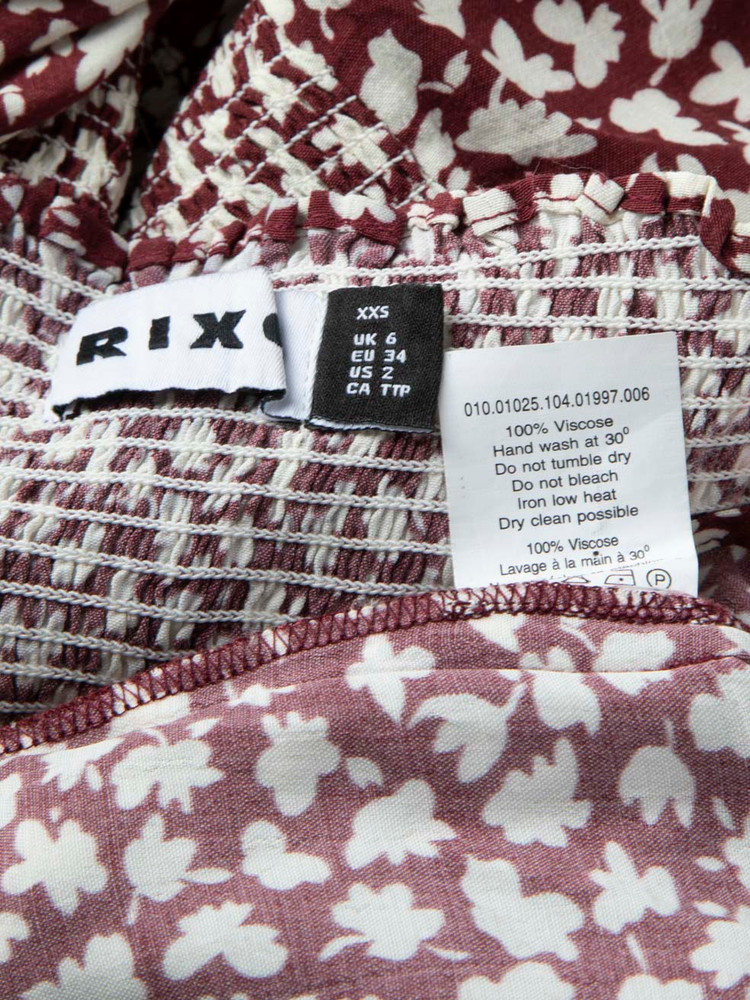 RIXO
XXS
UK 6
EU 34
US 2
CA TTP
010.01025.104.01997.006
100% Viscose
Hand wash at 30°
Do not tumble dry
Do not bleach
Iron low heat
Dry clean possible
100% Viscose
Lavage à la main à 30°
P